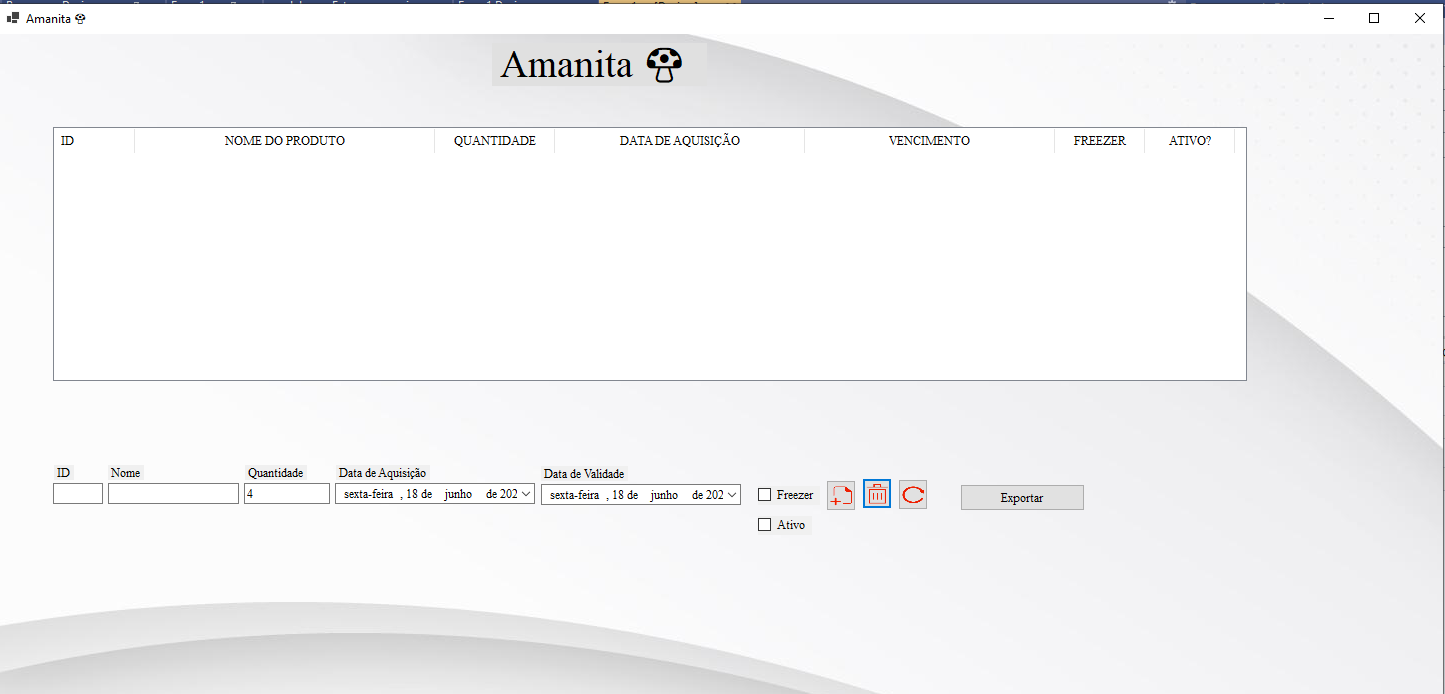 Amanita
Amanita
ID NOME DO PRODUTO QUANTIDADE DATA DE AQUISIÇÃO VENCIMENTO FREEZER ATIVO?
ID Nome Quantidade Data de Aquisição Data de Validade
4 sexta-feira , 18 de junho de 202 sexta-feira , 18 de junho de 202 Freezer Exportar
Ativo